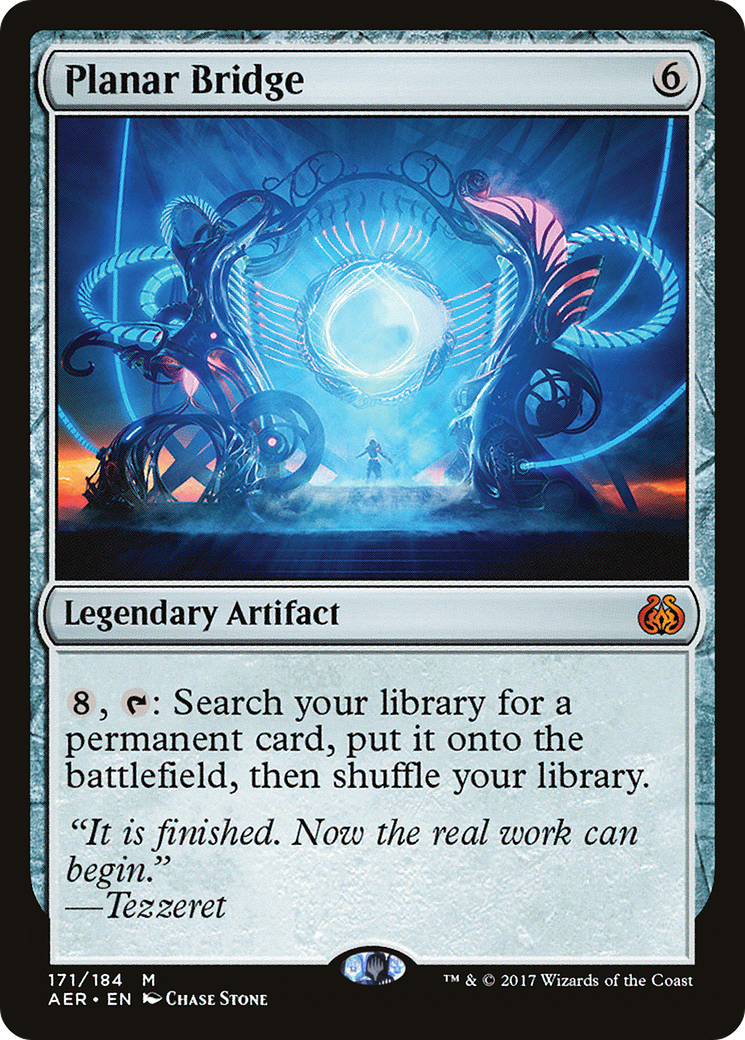 Planar Bridge 6
Legendary Artifact
8, : Search your library for a
permanent card, put it onto the
battlefield, then shuffle your library.
“It is finished. Now the real work can
begin.”
—Tezzeret
171/184 M
AER • EN Chase Stone
™ & © 2017 Wizards of the Coast